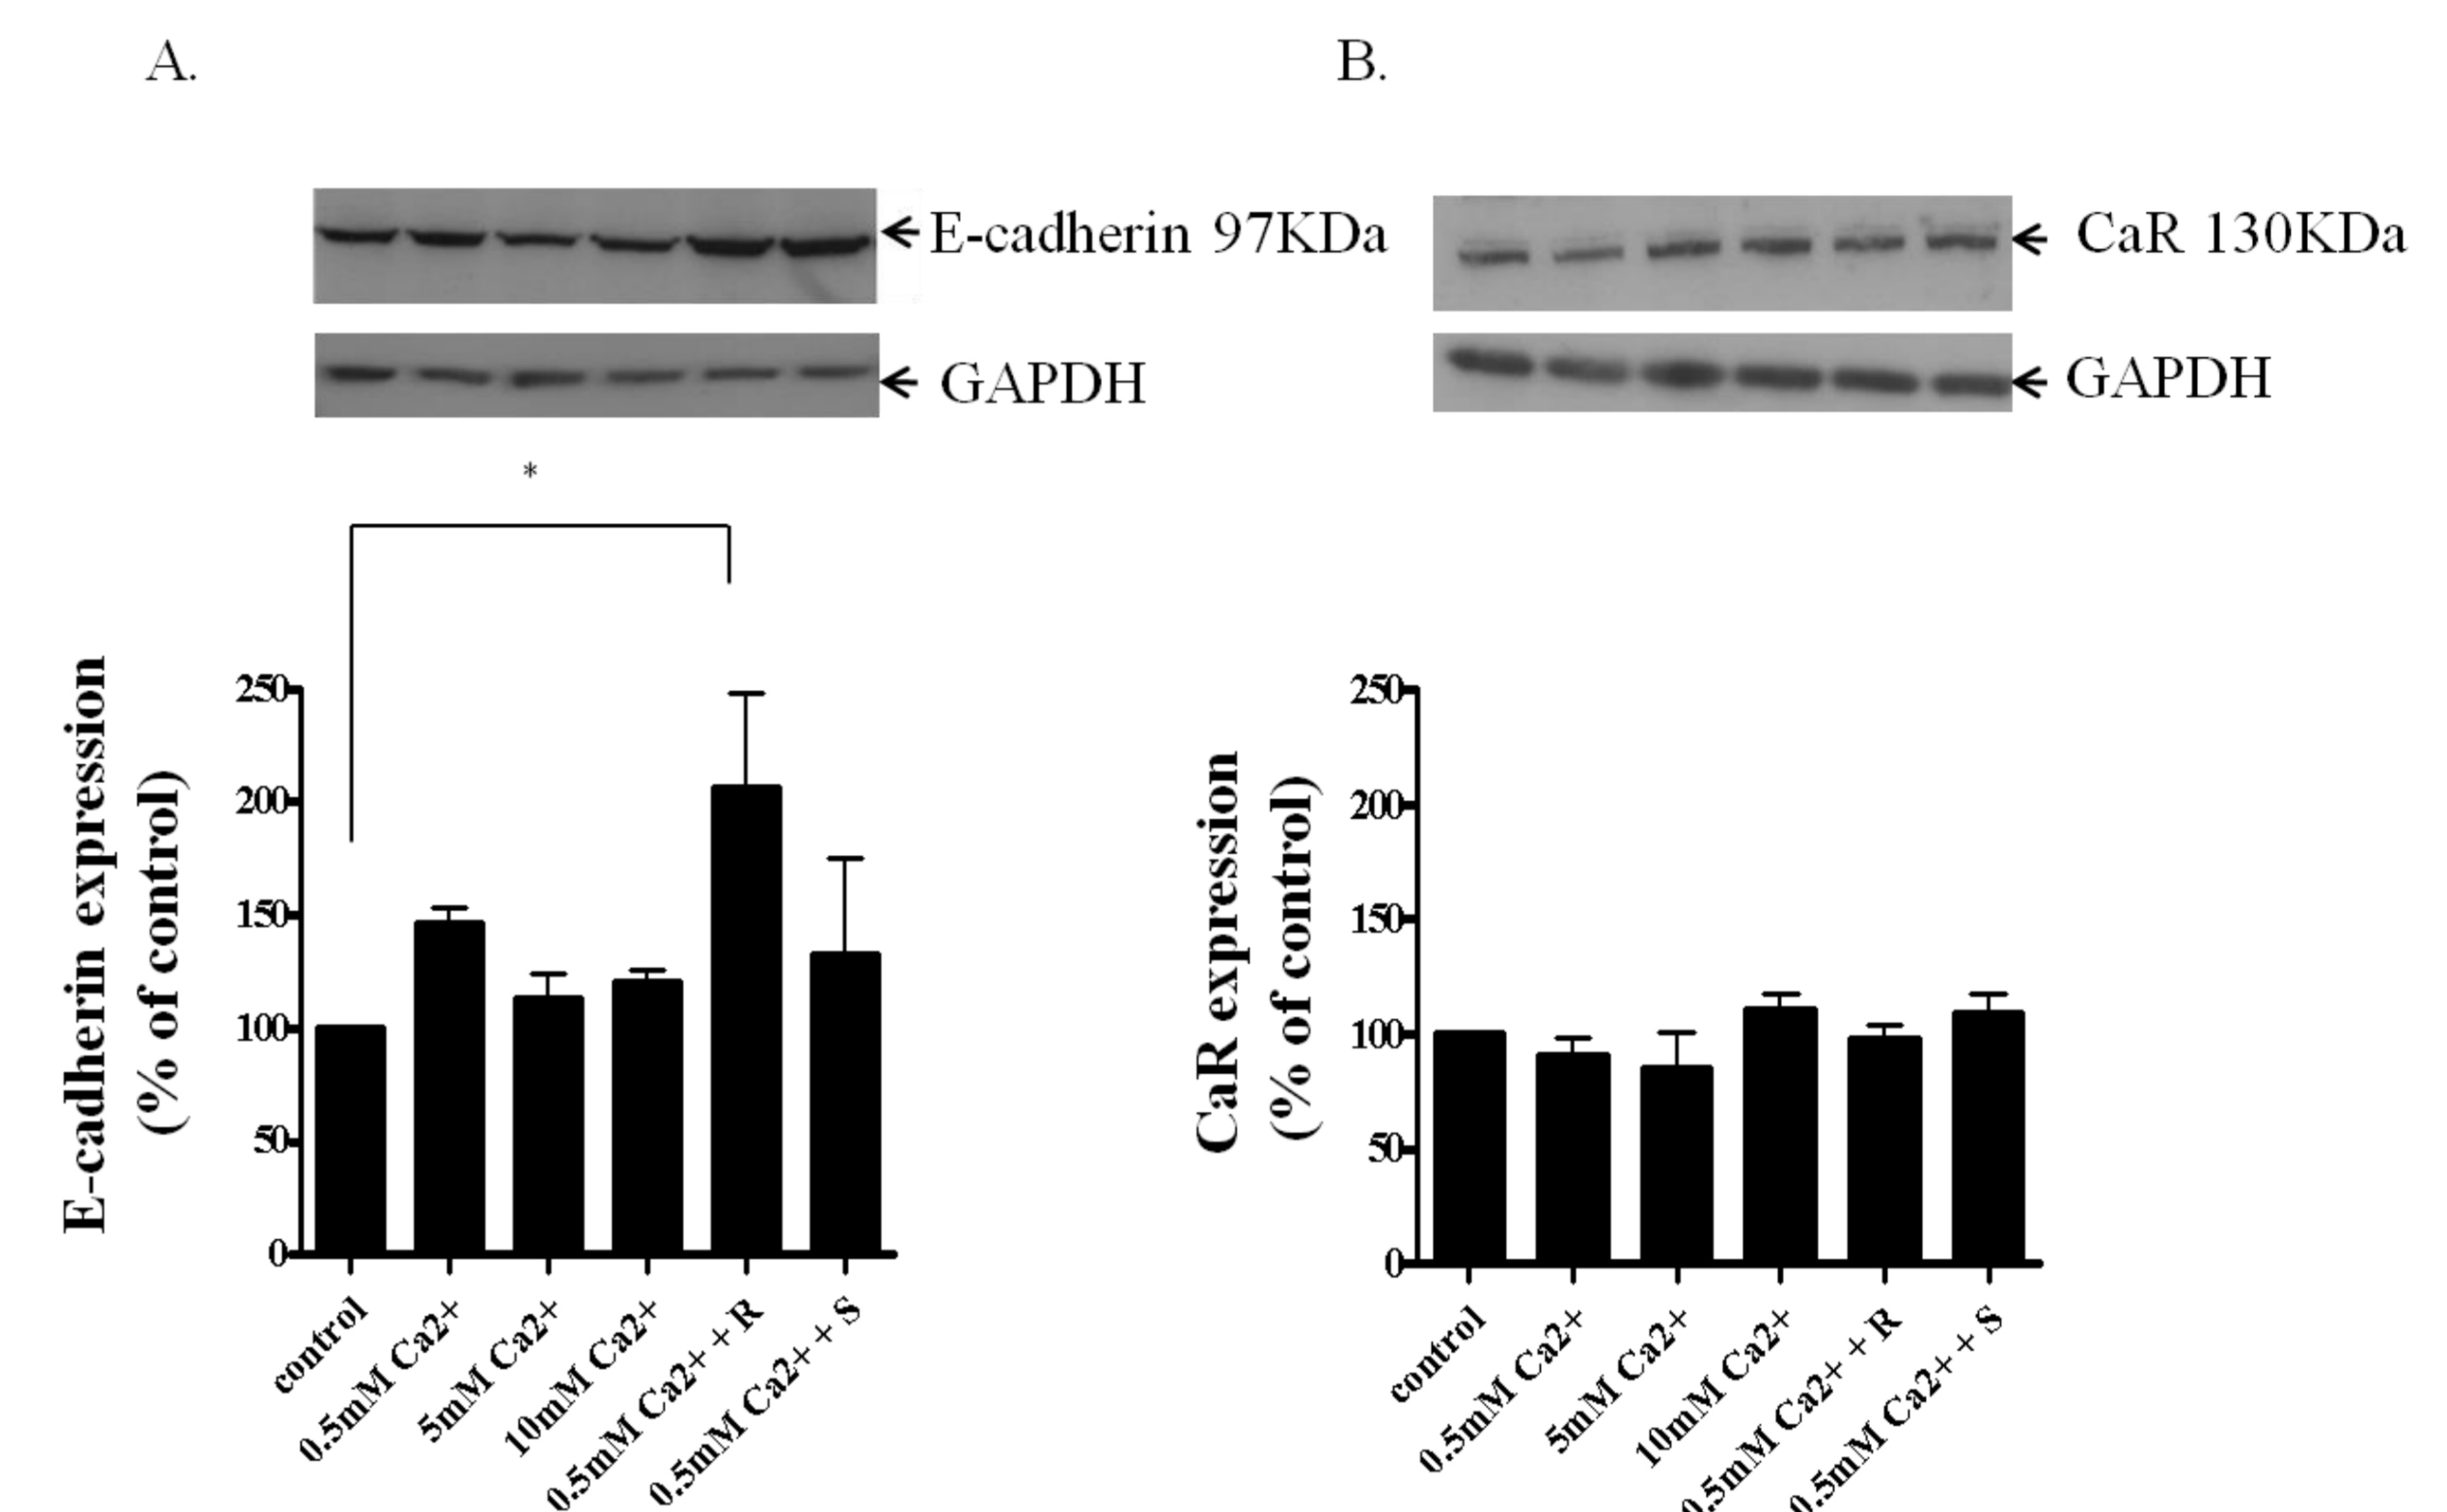 A.
E-cadherin 97KDa
GAPDH
*
E-cadherin expression
(% of control)
250
200
150
100
50
0
control
0.5mM Ca2+
5mM Ca2+
10mM Ca2+
0.5mM Ca2+ + R
0.5mM Ca2+ + S
B.
CaR 130KDa
GAPDH
CaR expression
(% of control)
250
200
150
100
50
0
control
0.5mM Ca2+
5mM Ca2+
10mM Ca2+
0.5mM Ca2+ + R
0.5mM Ca2+ + S